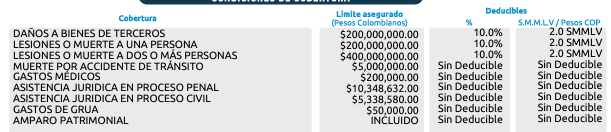 Cobertura Límite asegurado (Pesos Colombianos) Deducibles
% S.M.M.L.V / Pesos COP
DAÑOS A BIENES DE TERCEROS $200,000,000.00 10.0% 2.0 SMMLV
LESIONES O MUERTE A UNA PERSONA $200,000,000.00 10.0% 2.0 SMMLV
LESIONES O MUERTE A DOS O MÁS PERSONAS $400,000,000.00 10.0% 2.0 SMMLV
MUERTE POR ACCIDENTE DE TRÁNSITO $5,000,000.00 Sin Deducible Sin Deducible
GASTOS MÉDICOS $200,000.00 Sin Deducible Sin Deducible
ASISTENCIA JURIDICA EN PROCESO PENAL $10,348,632.00 Sin Deducible Sin Deducible
ASISTENCIA JURIDICA EN PROCESO CIVIL $5,338,580.00 Sin Deducible Sin Deducible
GASTOS DE GRUA $50,000.00 Sin Deducible Sin Deducible
AMPARO PATRIMONIAL INCLUIDO Sin Deducible Sin Deducible